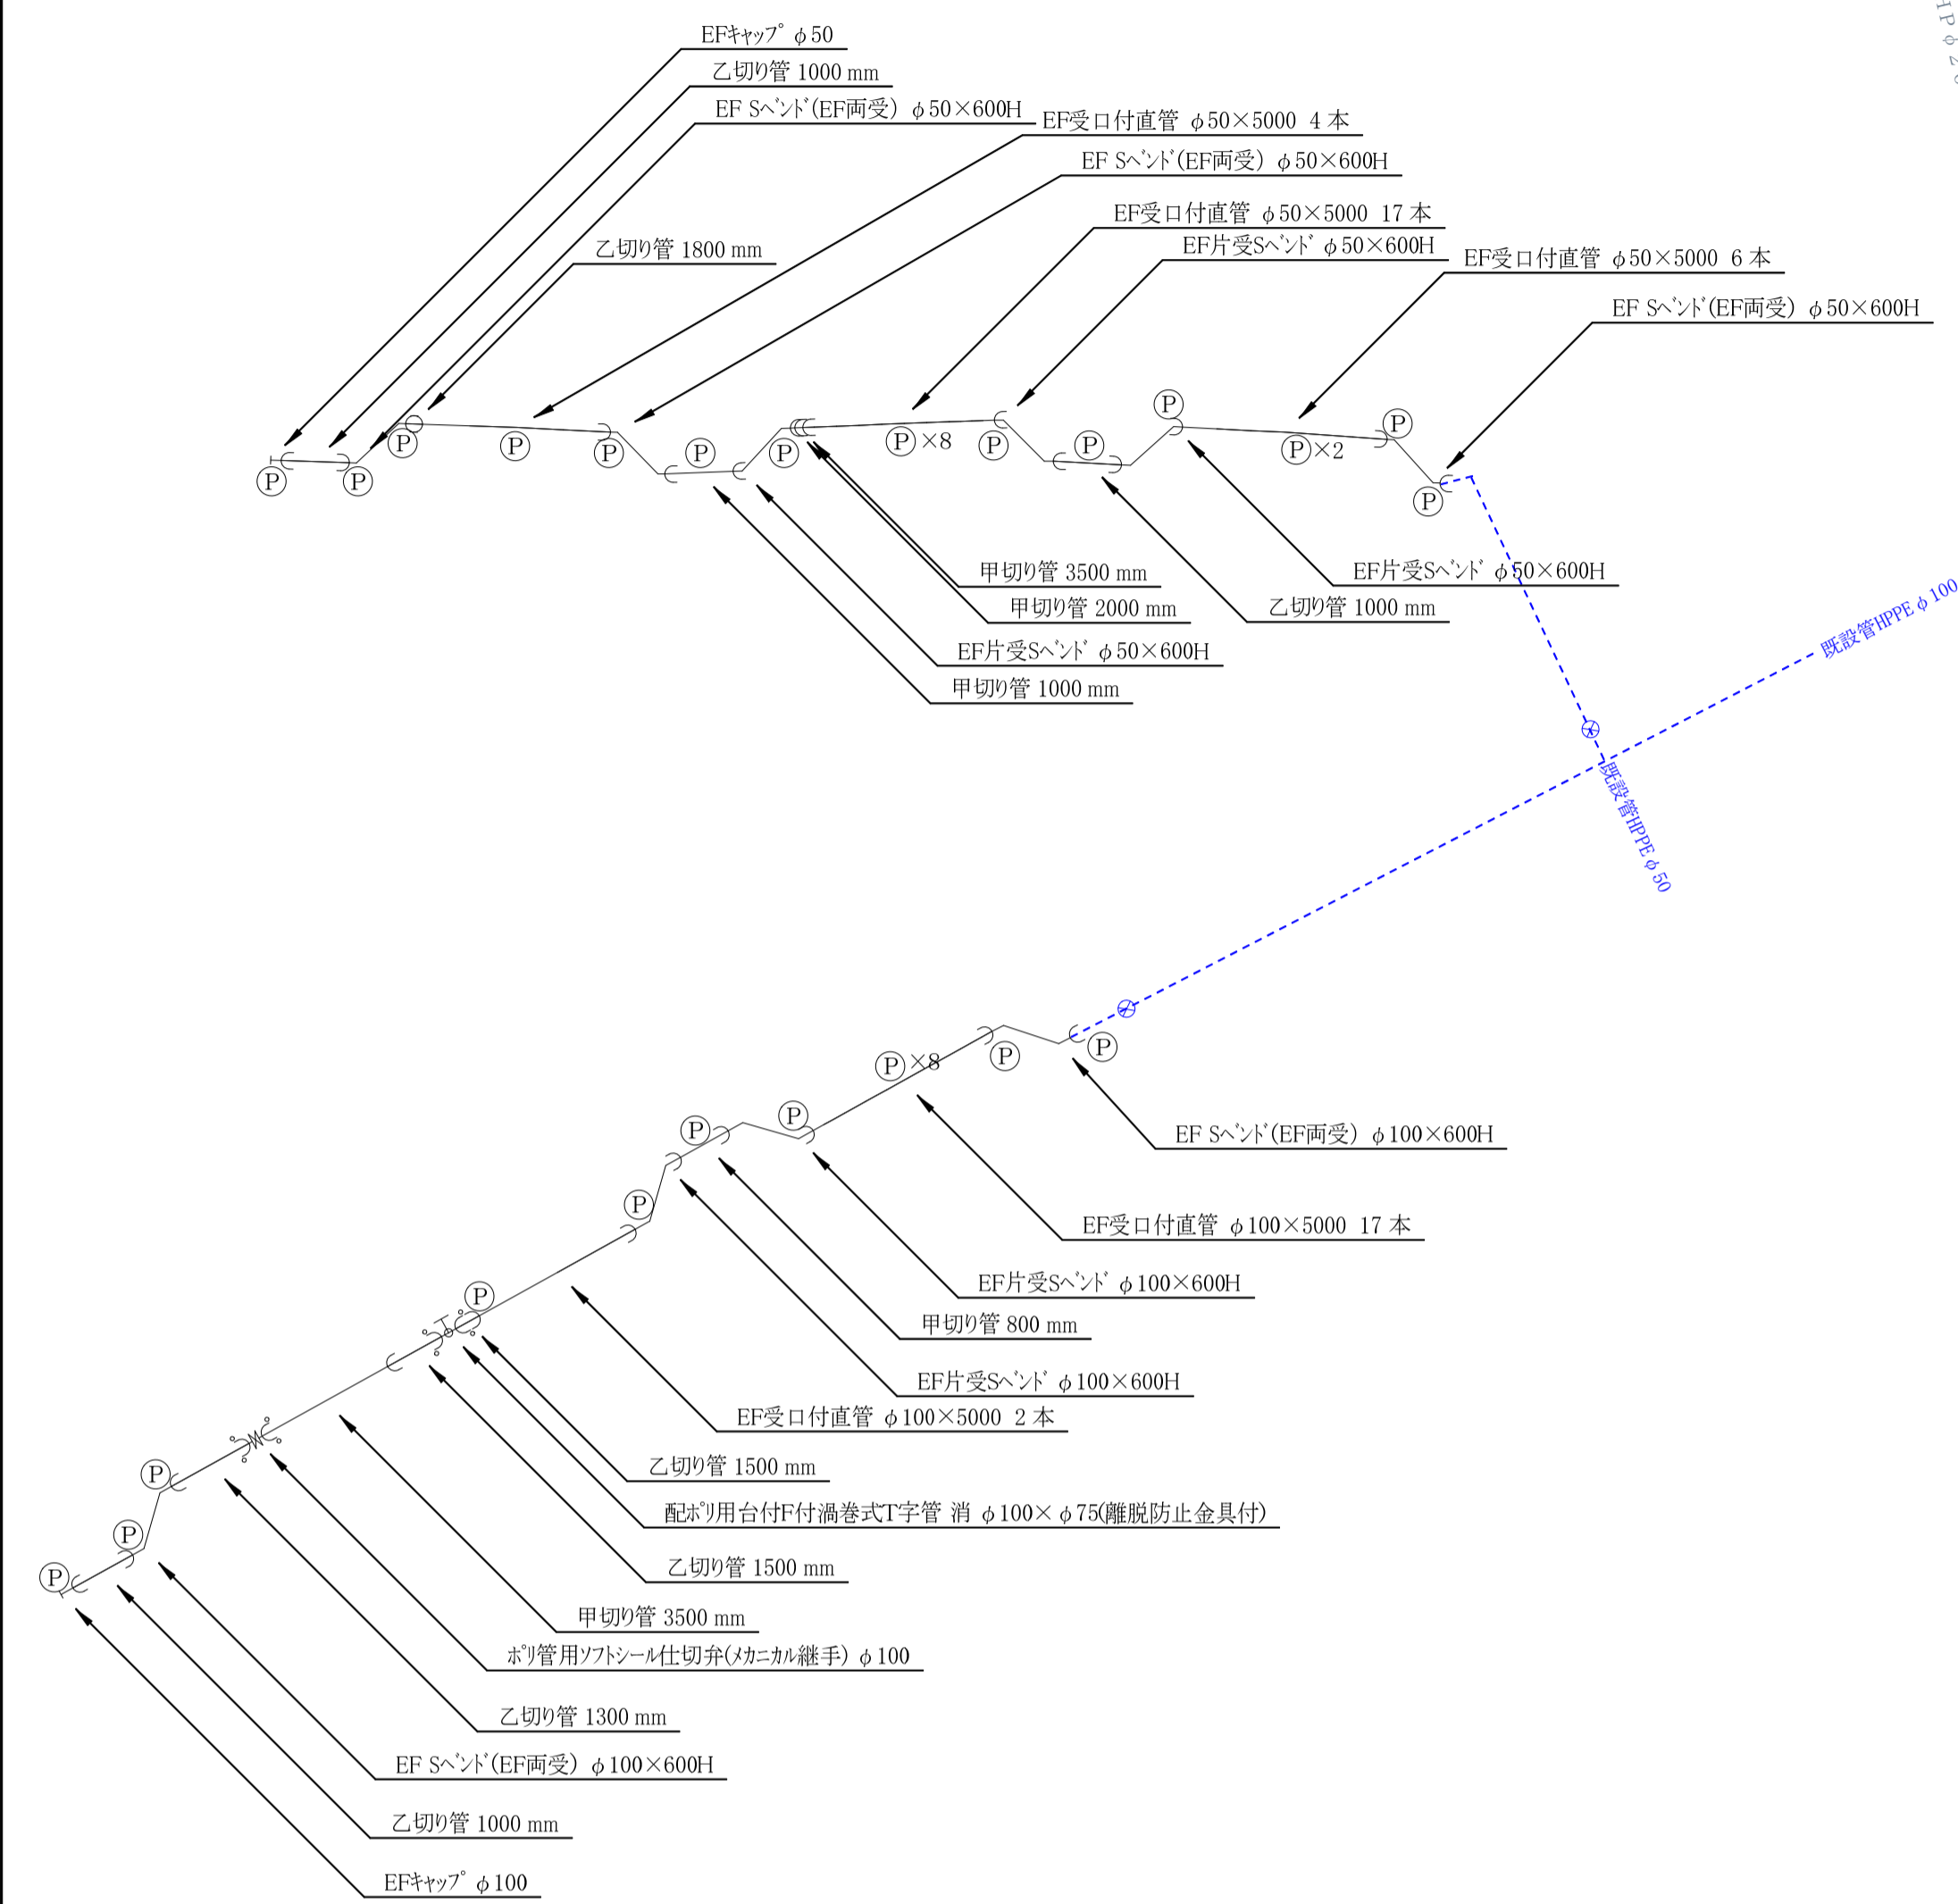 EFキャップ φ50
乙切り管 1000 mm
EF Sベンド(EF両受) φ50×600H
EF受口付直管 φ50×5000 4 本
EF Sベンド(EF両受) φ50×600H
EF受口付直管 φ50×5000 17 本
EF片受Sベンド φ50×600H
乙切り管 1800 mm
EF受口付直管 φ50×5000 6 本
EF Sベンド(EF両受) φ50×600H
P
P
P
P
P
P
P
P×8
P
P
P
P×2
P
P
甲切り管 3500 mm
EF片受Sベンド φ50×600H
甲切り管 2000 mm
乙切り管 1000 mm
EF片受Sベンド φ50×600H
甲切り管 1000 mm
既設管HPPEφ100
既設管HPPEφ50
P×8
P
P
P
P
P
P
P
P
P
EF Sベンド(EF両受) φ100×600H
EF受口付直管 φ100×5000 17 本
EF片受Sベンド φ100×600H
甲切り管 800 mm
EF片受Sベンド φ100×600H
EF受口付直管 φ100×5000 2 本
乙切り管 1500 mm
配ポリ用台付F付渦巻式T字管 消 φ100×φ75(離脱防止金具付)
乙切り管 1500 mm
甲切り管 3500 mm
ポリ管用ソフトシール仕切弁(メカニカル継手) φ100
乙切り管 1300 mm
EF Sベンド(EF両受) φ100×600H
乙切り管 1000 mm
EFキャップ φ100